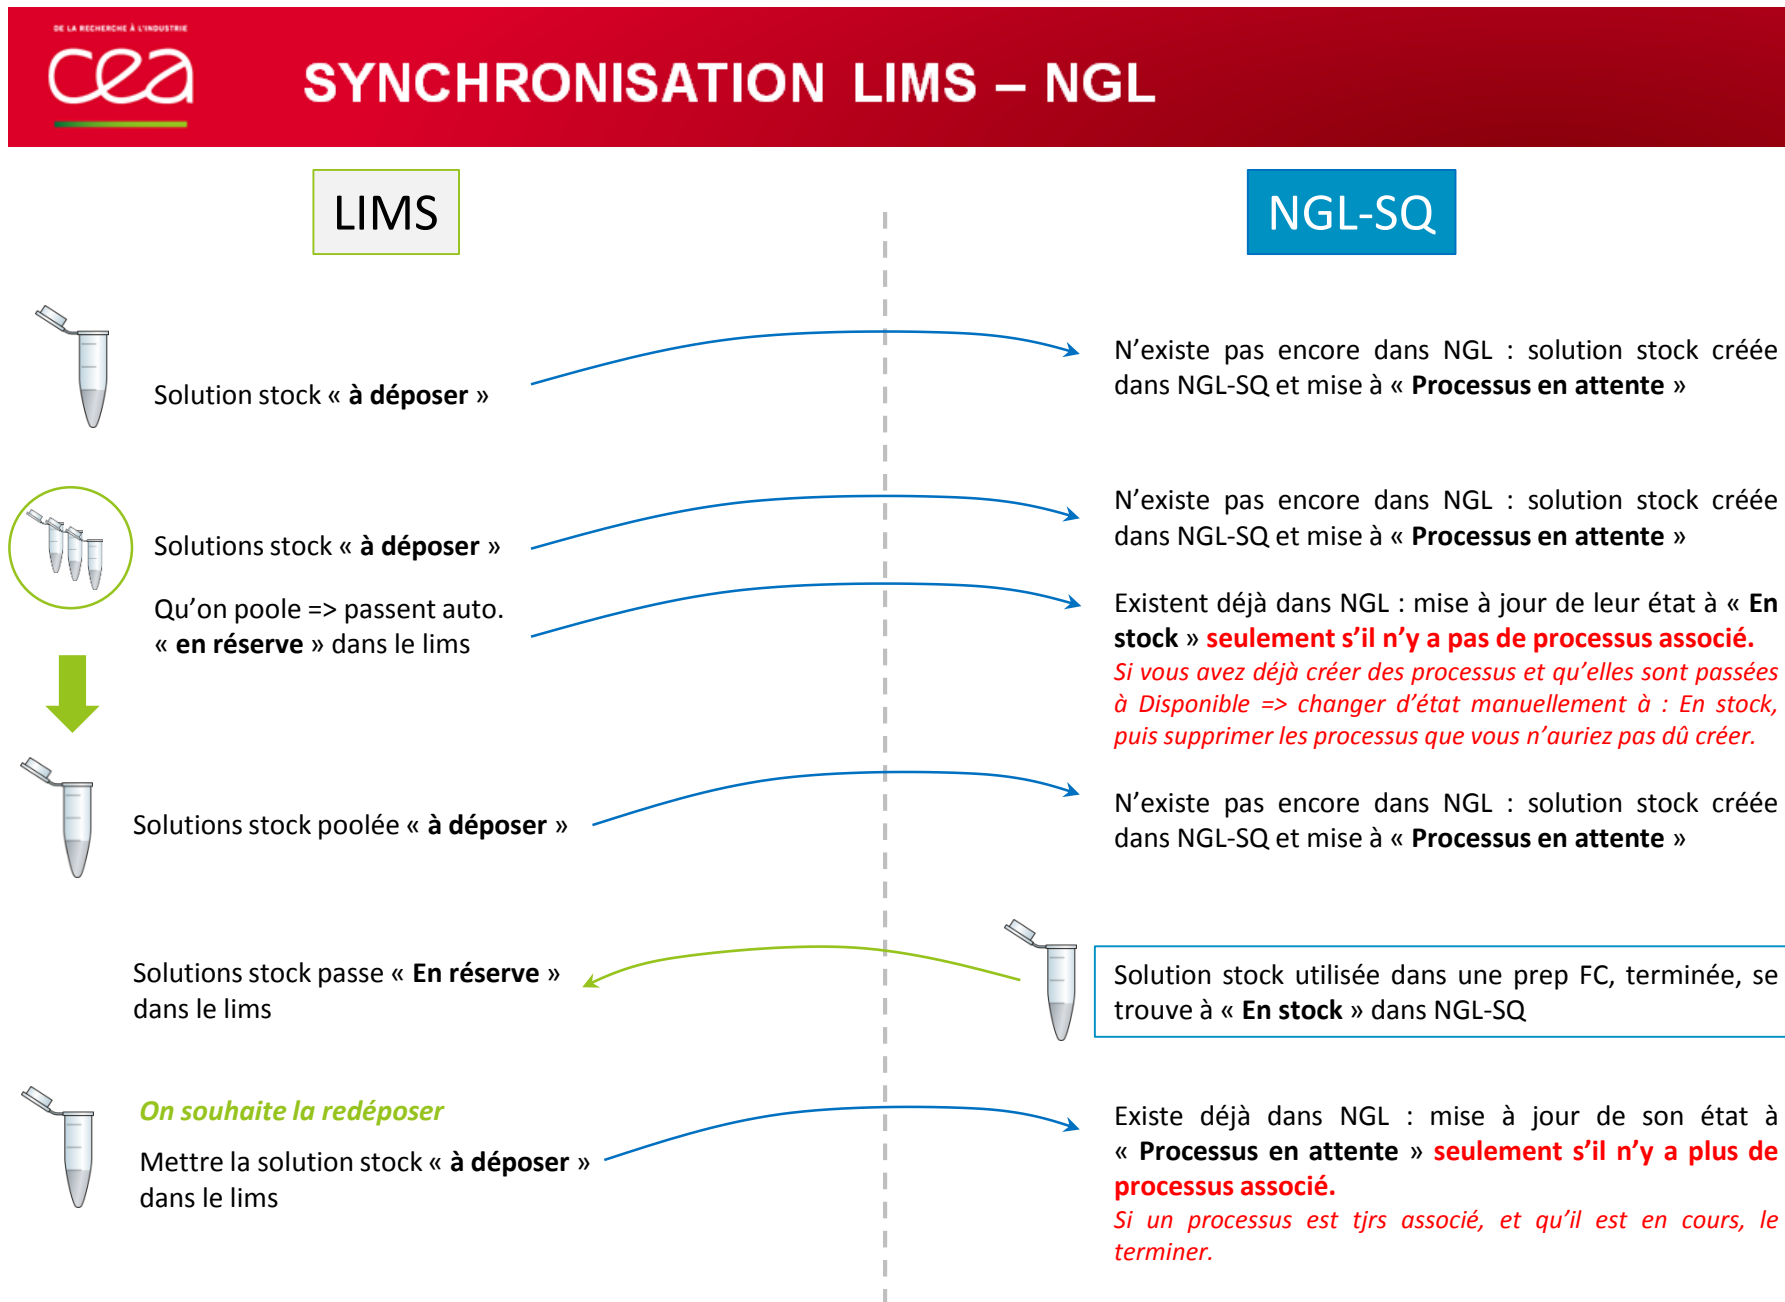 DE LA RECHERCHE À L'INDUSTRIE
cea
SYNCHRONISATION LIMS – NGL
LIMS
NGL-SQ
Solution stock « à déposer »
N'existe pas encore dans NGL : solution stock créée
dans NGL-SQ et mise à « Processus en attente »
Solutions stock « à déposer »
N'existe pas encore dans NGL : solution stock créée
dans NGL-SQ et mise à « Processus en attente »
Qu'on poole => passent auto.
« en réserve » dans le lims
Existent déjà dans NGL : mise à jour de leur état à « En
stock » seulement s'il n'y a pas de processus associé.
Si vous avez déjà créer des processus et qu'elles sont passées
à Disponible => changer d'état manuellement à : En stock,
puis supprimer les processus que vous n'auriez pas dû créer.
Solutions stock poolée « à déposer »
N'existe pas encore dans NGL : solution stock créée
dans NGL-SQ et mise à « Processus en attente »
Solutions stock passe « En réserve »
dans le lims
Solution stock utilisée dans une prep FC, terminée, se
trouve à « En stock » dans NGL-SQ
On souhaite la redéposer
Mettre la solution stock « à déposer »
dans le lims
Existe déjà dans NGL : mise à jour de son état à
« Processus en attente » seulement s'il n'y a plus de
processus associé.
Si un processus est tjrs associé, et qu'il est en cours, le
terminer.